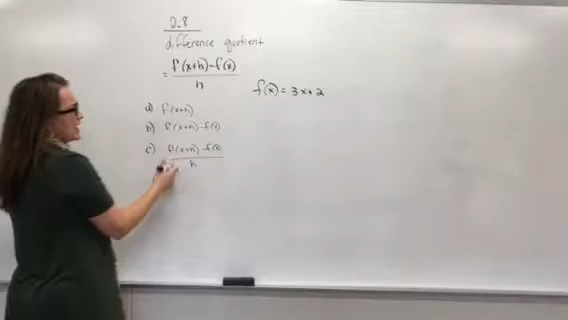 2.8
difference quotient
= f(x+h)-f(x)
h
f(x) = 3x+2
a) f(x+h)
b) f(x+h)-f(x)
c) f(x+h)-f(x)
h